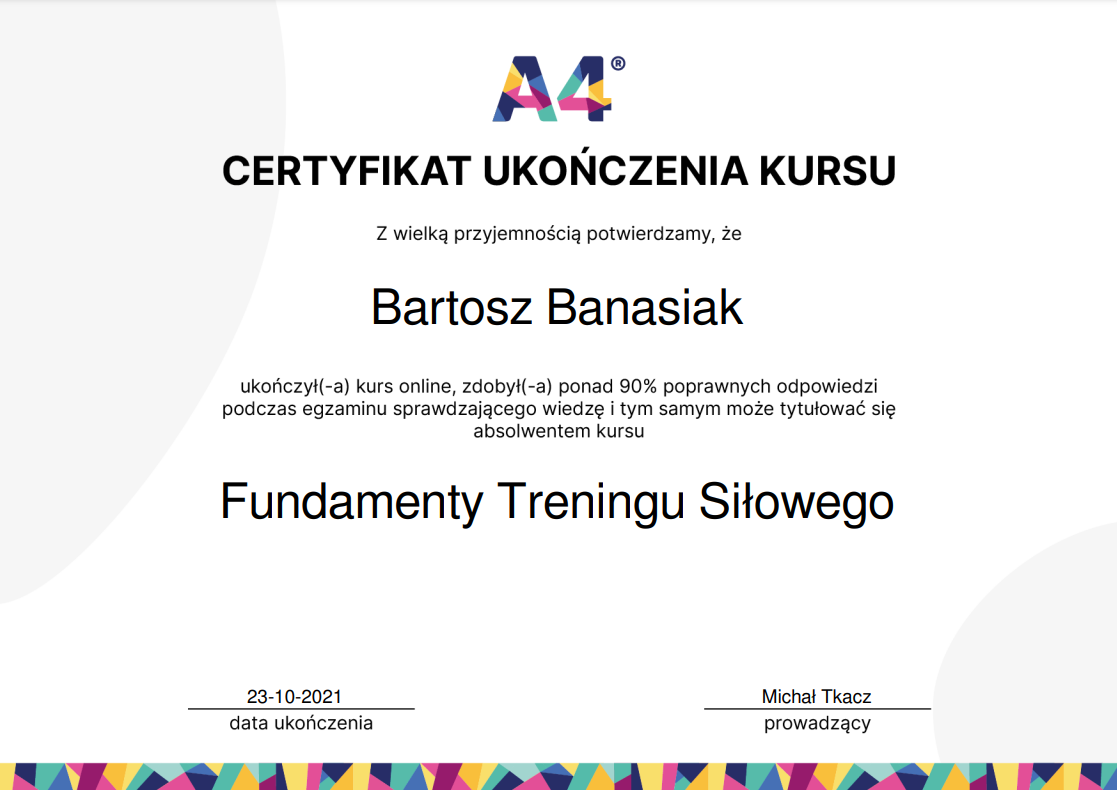 A4®
CERTYFIKAT UKOŃCZENIA KURSU
Z wielką przyjemnością potwierdzamy, że
Bartosz Banasiak
ukończył(-a) kurs online, zdobył(-a) ponad 90% poprawnych odpowiedzi
podczas egzaminu sprawdzającego wiedzę i tym samym może tytułować się
absolwentem kursu
Fundamenty Treningu Siłowego
23-10-2021
data ukończenia
Michał Tkacz
prowadzący